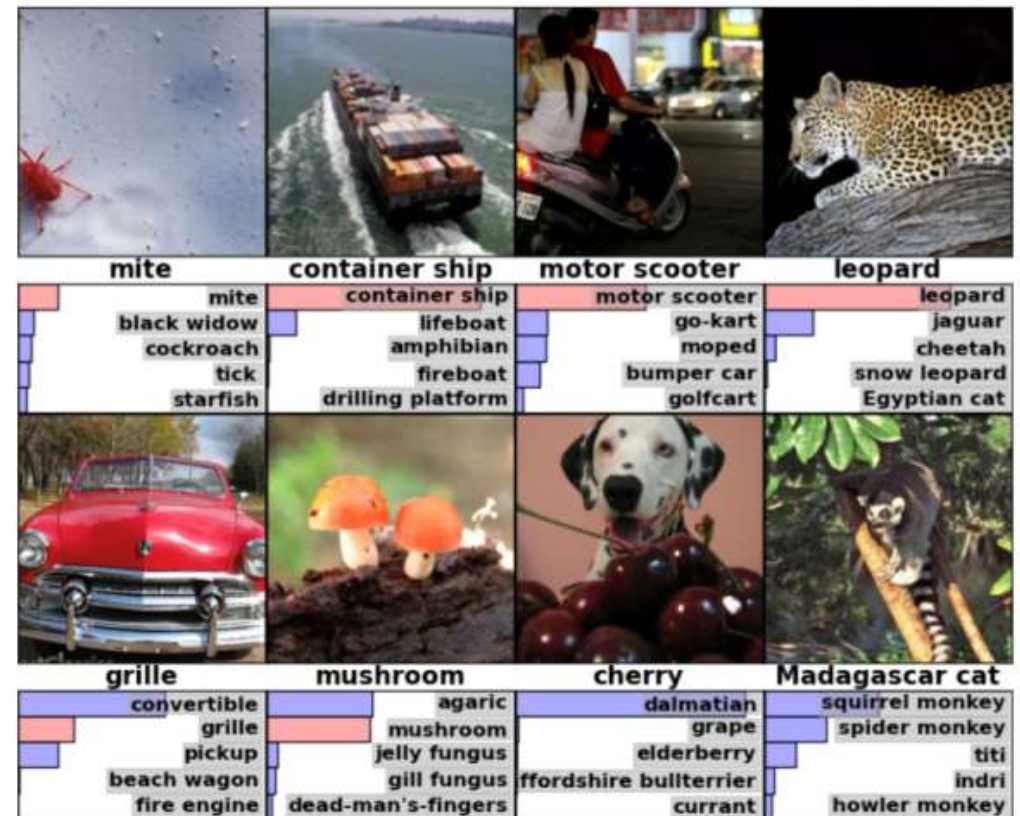 mite
container ship
motor scooter
leopard
mite
black widow
cockroach
tick
starfish
container ship
lifeboat
amphibian
fireboat
drilling platform
motor scooter
go-kart
moped
bumper car
golfcart
leopard
jaguar
cheetah
snow leopard
Egyptian cat
grille
mushroom
cherry
Madagascar cat
convertible
grille
pickup
beach wagon
fire engine
agaric
mushroom
jelly fungus
gill fungus
dead-man's-fingers
dalmatian
grape
elderberry
ffordshire bullterrier
currant
squirrel monkey
spider monkey
titi
indri
howler monkey